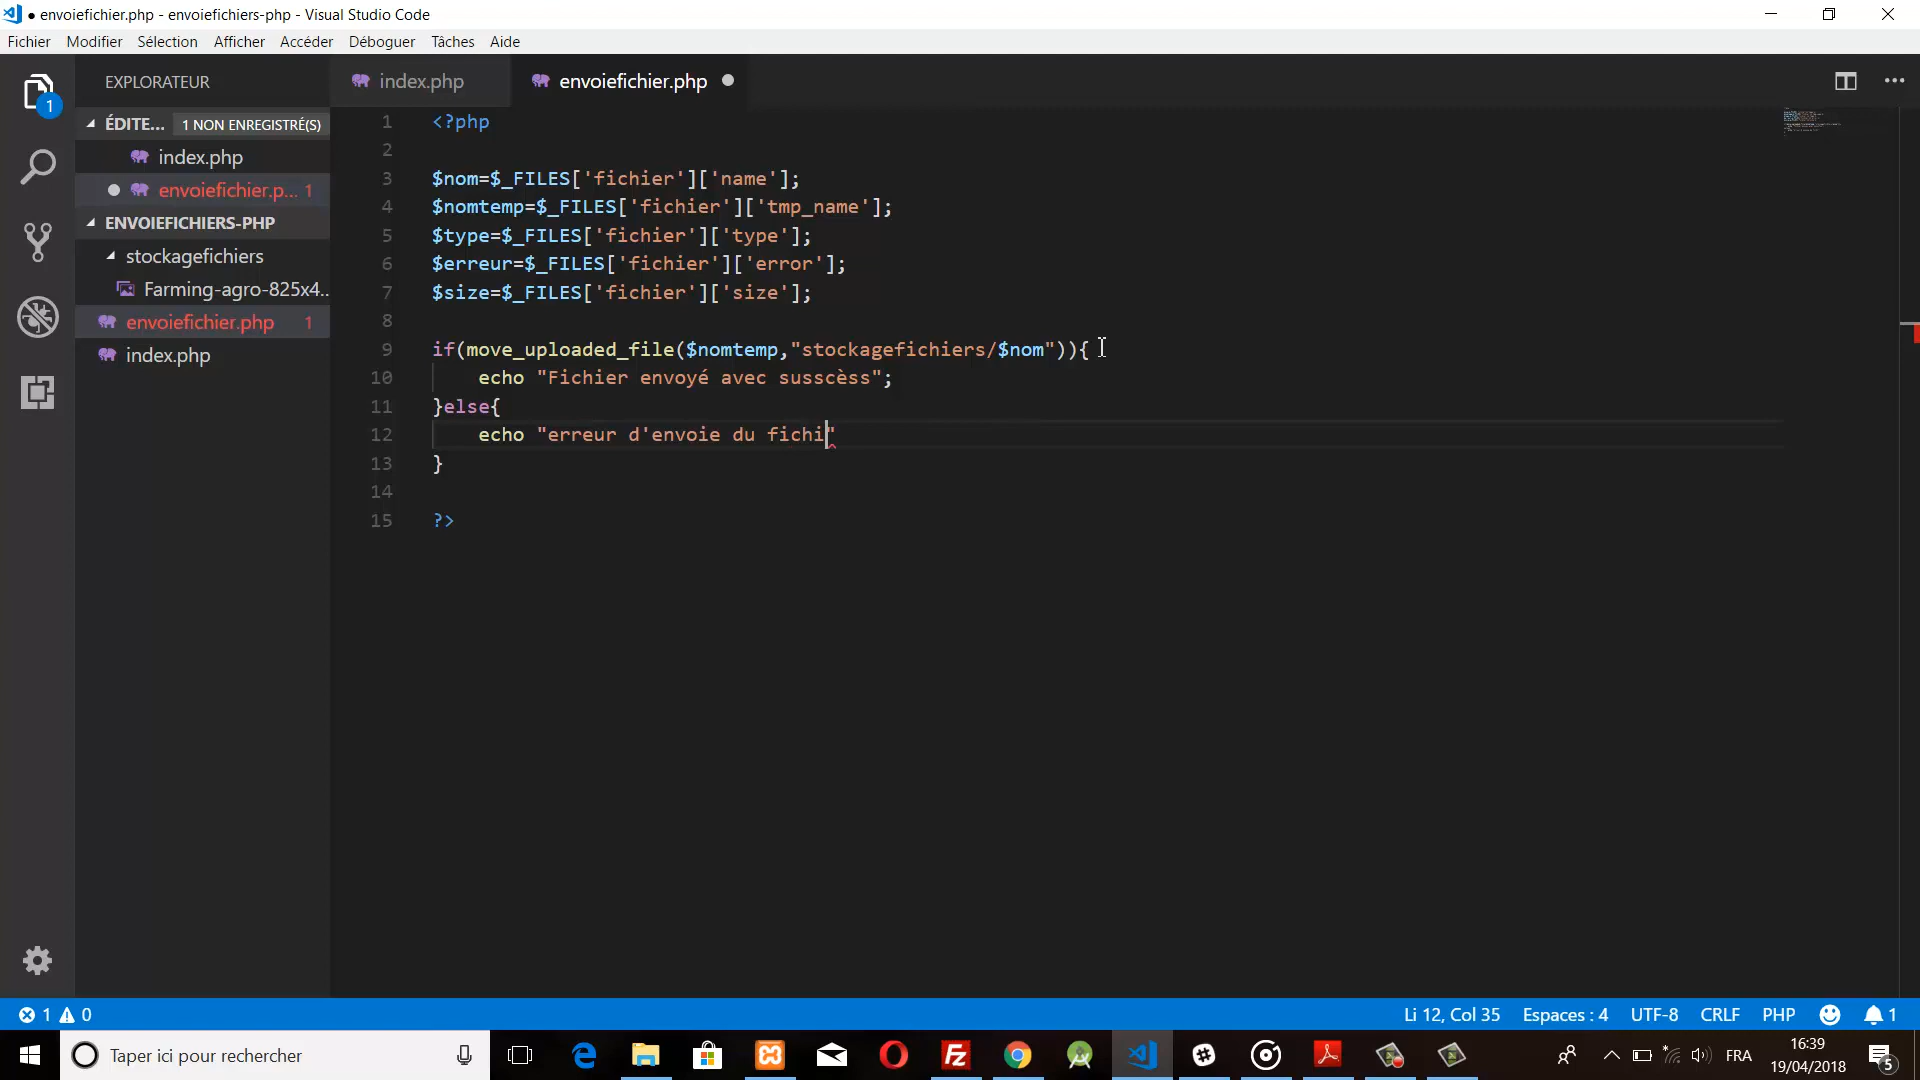 ● envoiefichier.php - envoiefichiers-php - Visual Studio Code
Fichier Modifier Sélection Afficher Accéder Déboguer Tâches Aide
1
EXPLORATEUR
ÉDITE... 1 NON ENREGISTRÉ(S)
index.php
envoiefichier.p... 1
ENVOIEFICHIERS-PHP
stockagefichiers
Farming-agro-825x4...
envoiefichier.php 1
index.php
index.php envoiefichier.php
1 <?php
2
3 $nom=$_FILES['fichier']['name'];
4 $nomtemp=$_FILES['fichier']['tmp_name'];
5 $type=$_FILES['fichier']['type'];
6 $erreur=$_FILES['fichier']['error'];
7 $size=$_FILES['fichier']['size'];
8
9 if(move_uploaded_file($nomtemp,"stockagefichiers/$nom")){
10 echo "Fichier envoyé avec susscèss";
11 }else{
12 echo "erreur d'envoie du fichi"
13 }
14
15 ?>
1 0
Li 12, Col 35 Espaces : 4 UTF-8 CRLF PHP 1
Taper ici pour rechercher
FRA
16:39
19/04/2018
5